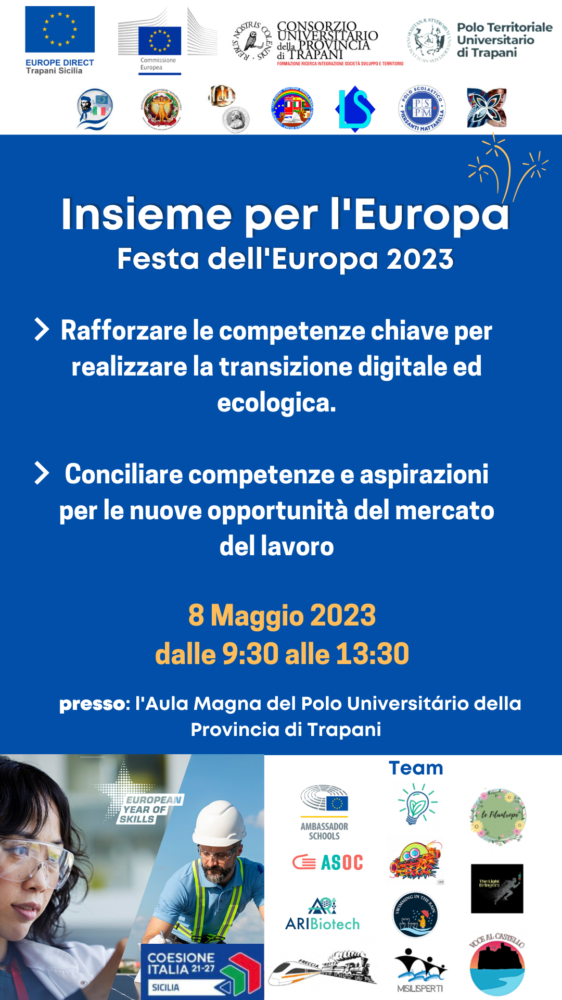 EUROPE DIRECT
Trapani Sicilia
Commissione
Europea
REBUS NOSTRIS COLENDIS
CONSORZIO
UNIVERSITARIO
della PROVINCIA
di TRAPANI
FORMAZIONE RICERCA INTEGRAZIONE SOCIETÀ SVILUPPO E TERRITORIO
Polo Territoriale
Universitario
di Trapani
LS
POLO SCOLASTICO
PS
PM
PIERSANTI MATTARELLA
Insieme per l'Europa
Festa dell'Europa 2023
Rafforzare le competenze chiave per
realizzare la transizione digitale ed
ecologica.
Conciliare competenze e aspirazioni
per le nuove opportunità del mercato
del lavoro
8 Maggio 2023
dalle 9:30 alle 13:30
presso: l'Aula Magna del Polo Universitário della
Provincia di Trapani
EUROPEAN
YEAR OF
SKILLS
COESIONE
ITALIA 21-27
SICILIA
Team
AMBASSADOR
SCHOOLS
le Filantrope
ASOC
The Light
Bringers
SWIMMING IN THE RAIN
ARI
ARIBiotech
VOCE AL CASTELLO
FRECCIA "ROTTA"
MISILISPERTI